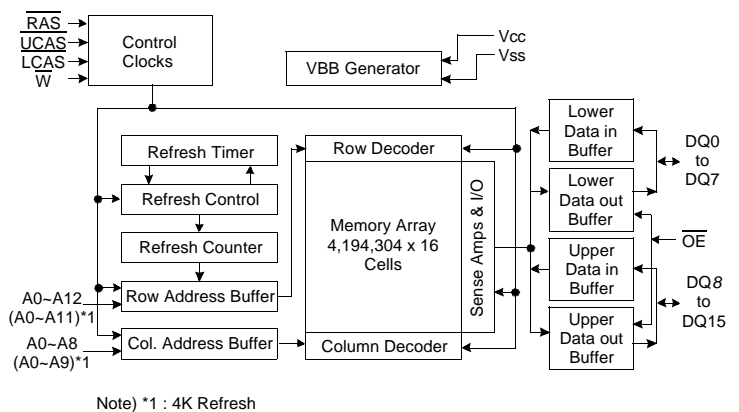 RAS
UCAS
LCAS
W
Control
Clocks
VBB Generator
Vcc
Vss
Refresh Timer
Refresh Control
Refresh Counter
Row Address Buffer
Col. Address Buffer
A0~A12
(A0~A11)*1
A0~A8
(A0~A9)*1
Row Decoder
Memory Array
4,194,304 x 16
Cells
Column Decoder
Sense Amps & I/O
Lower
Data in
Buffer
Lower
Data out
Buffer
Upper
Data in
Buffer
Upper
Data out
Buffer
DQ0
to
DQ7
OE
DQ8
to
DQ15
Note) *1 : 4K Refresh